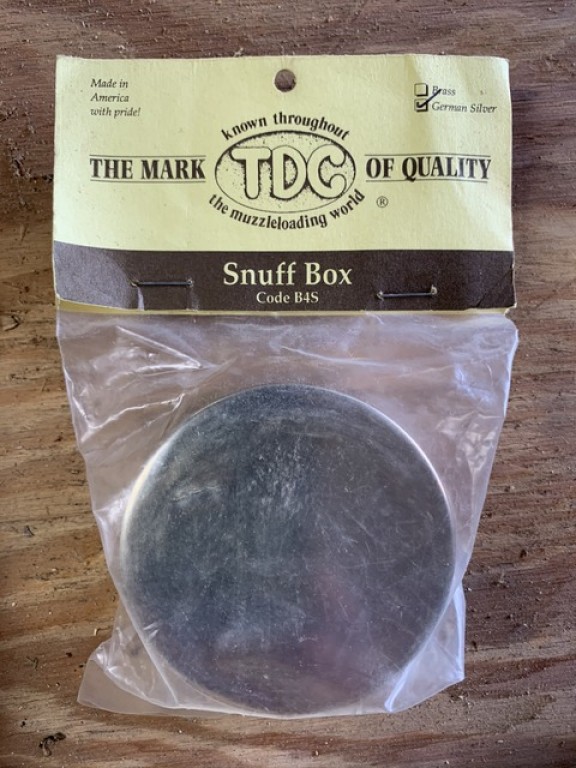 Made in
America
with pride!
Brass
German Silver
known throughout
THE MARK TDC OF QUALITY
the muzzleloading world ®
Snuff Box
Code B4S